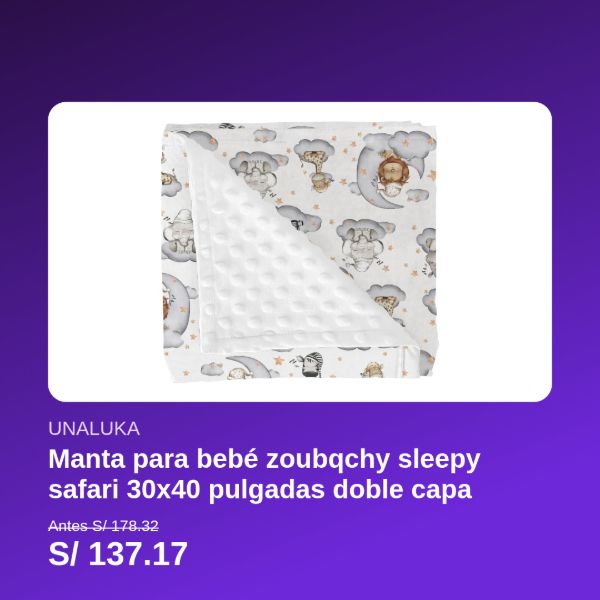 UNALUKA
Manta para bebé zoubqchy sleepy
safari 30x40 pulgadas doble capa
Antes S/ 178.32
S/ 137.17